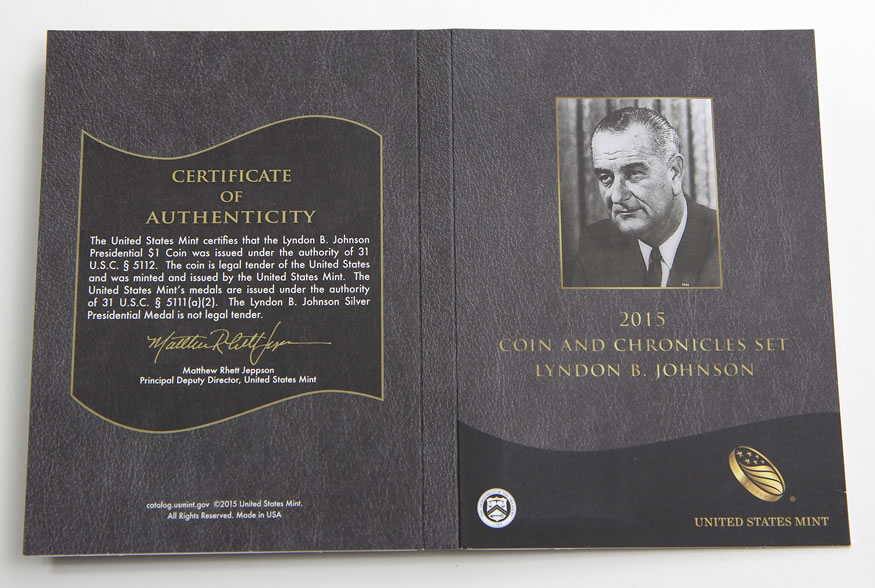 CERTIFICATE
OF
AUTHENTICITY
The United States Mint certifies that the Lyndon B. Johnson
Presidential $1 Coin was issued under the authority of 31
U.S.C. § 5112. The coin is legal tender of the United States
and was minted and issued by the United States Mint. The
United States Mint's medals are issued under the authority
of 31 U.S.C. § 5111(a)(2). The Lyndon B. Johnson Silver
Presidential Medal is not legal tender.
Matthew Rhett Jeppson
Matthew Rhett Jeppson
Principal Deputy Director, United States Mint
catalog.usmint.gov ©2015 United States Mint.
All Rights Reserved. Made in USA
2015
COIN AND CHRONICLES SET
LYNDON B. JOHNSON
UNITED STATES MINT